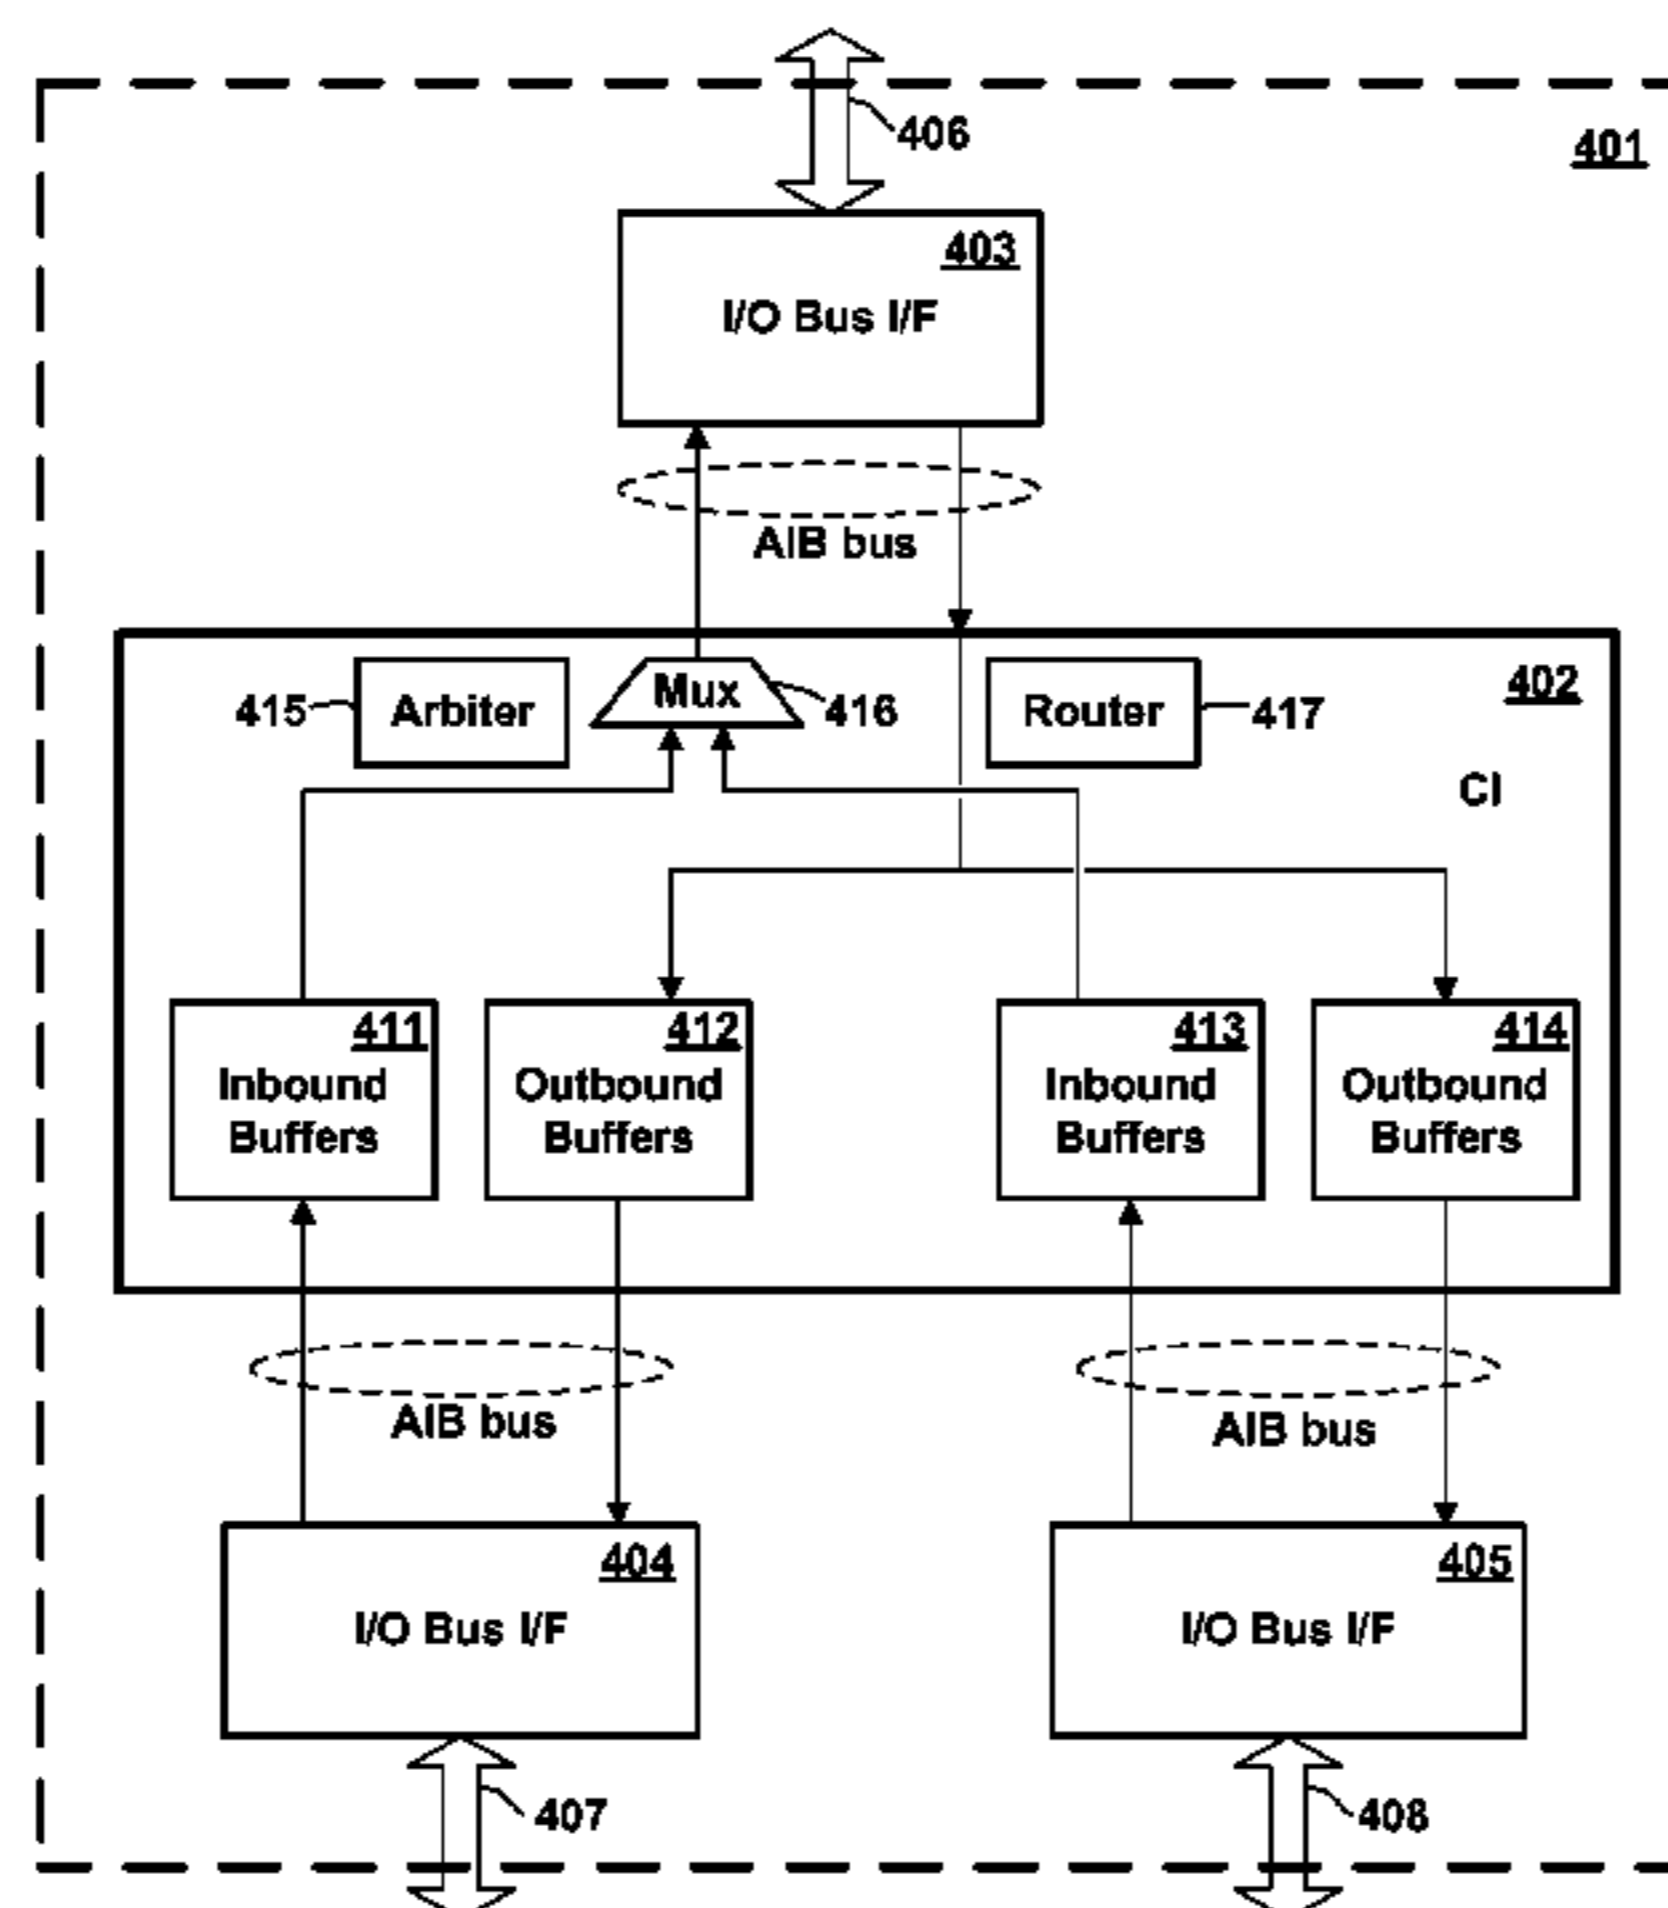 406
401
403
I/O Bus I/F
AIB bus
402
415
Arbiter
Mux
416
Router
417
CI
411
Inbound
Buffers
412
Outbound
Buffers
413
Inbound
Buffers
414
Outbound
Buffers
AIB bus
AIB bus
404
I/O Bus I/F
405
I/O Bus I/F
407
408